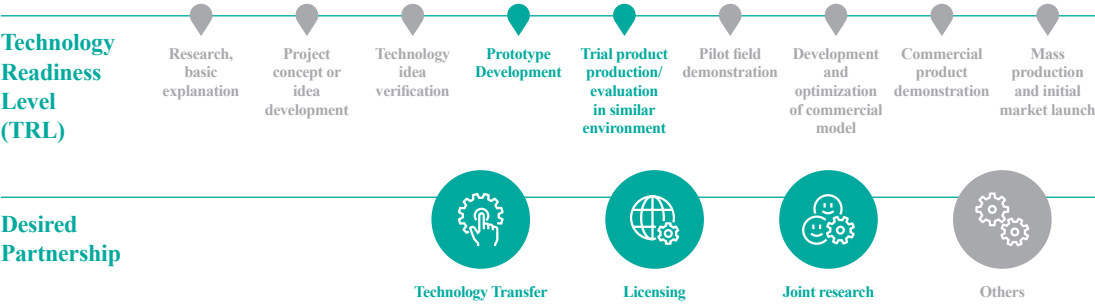 Technology
Readiness
Level
(TRL)
Research,
basic
explanation
Project
concept or
idea
development
Technology
idea
verification
Prototype
Development
Trial product
production/
evaluation
in similar
environment
Pilot field
demonstration
Development
and
optimization
of commercial
model
Commercial
product
demonstration
Mass
production
and initial
market launch
Desired
Partnership
Technology Transfer
Licensing
Joint research
Others